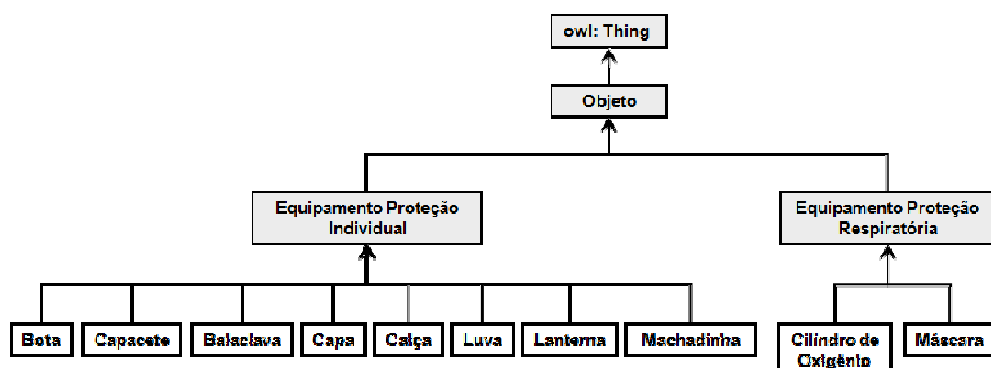 owl: Thing
Objeto
Equipamento Proteção
Individual
Equipamento Proteção
Respiratória
Bota
Capacete
Balaclava
Capa
Calça
Luva
Lanterna
Machadinha
Cilindro de
Oxigênio
Máscara